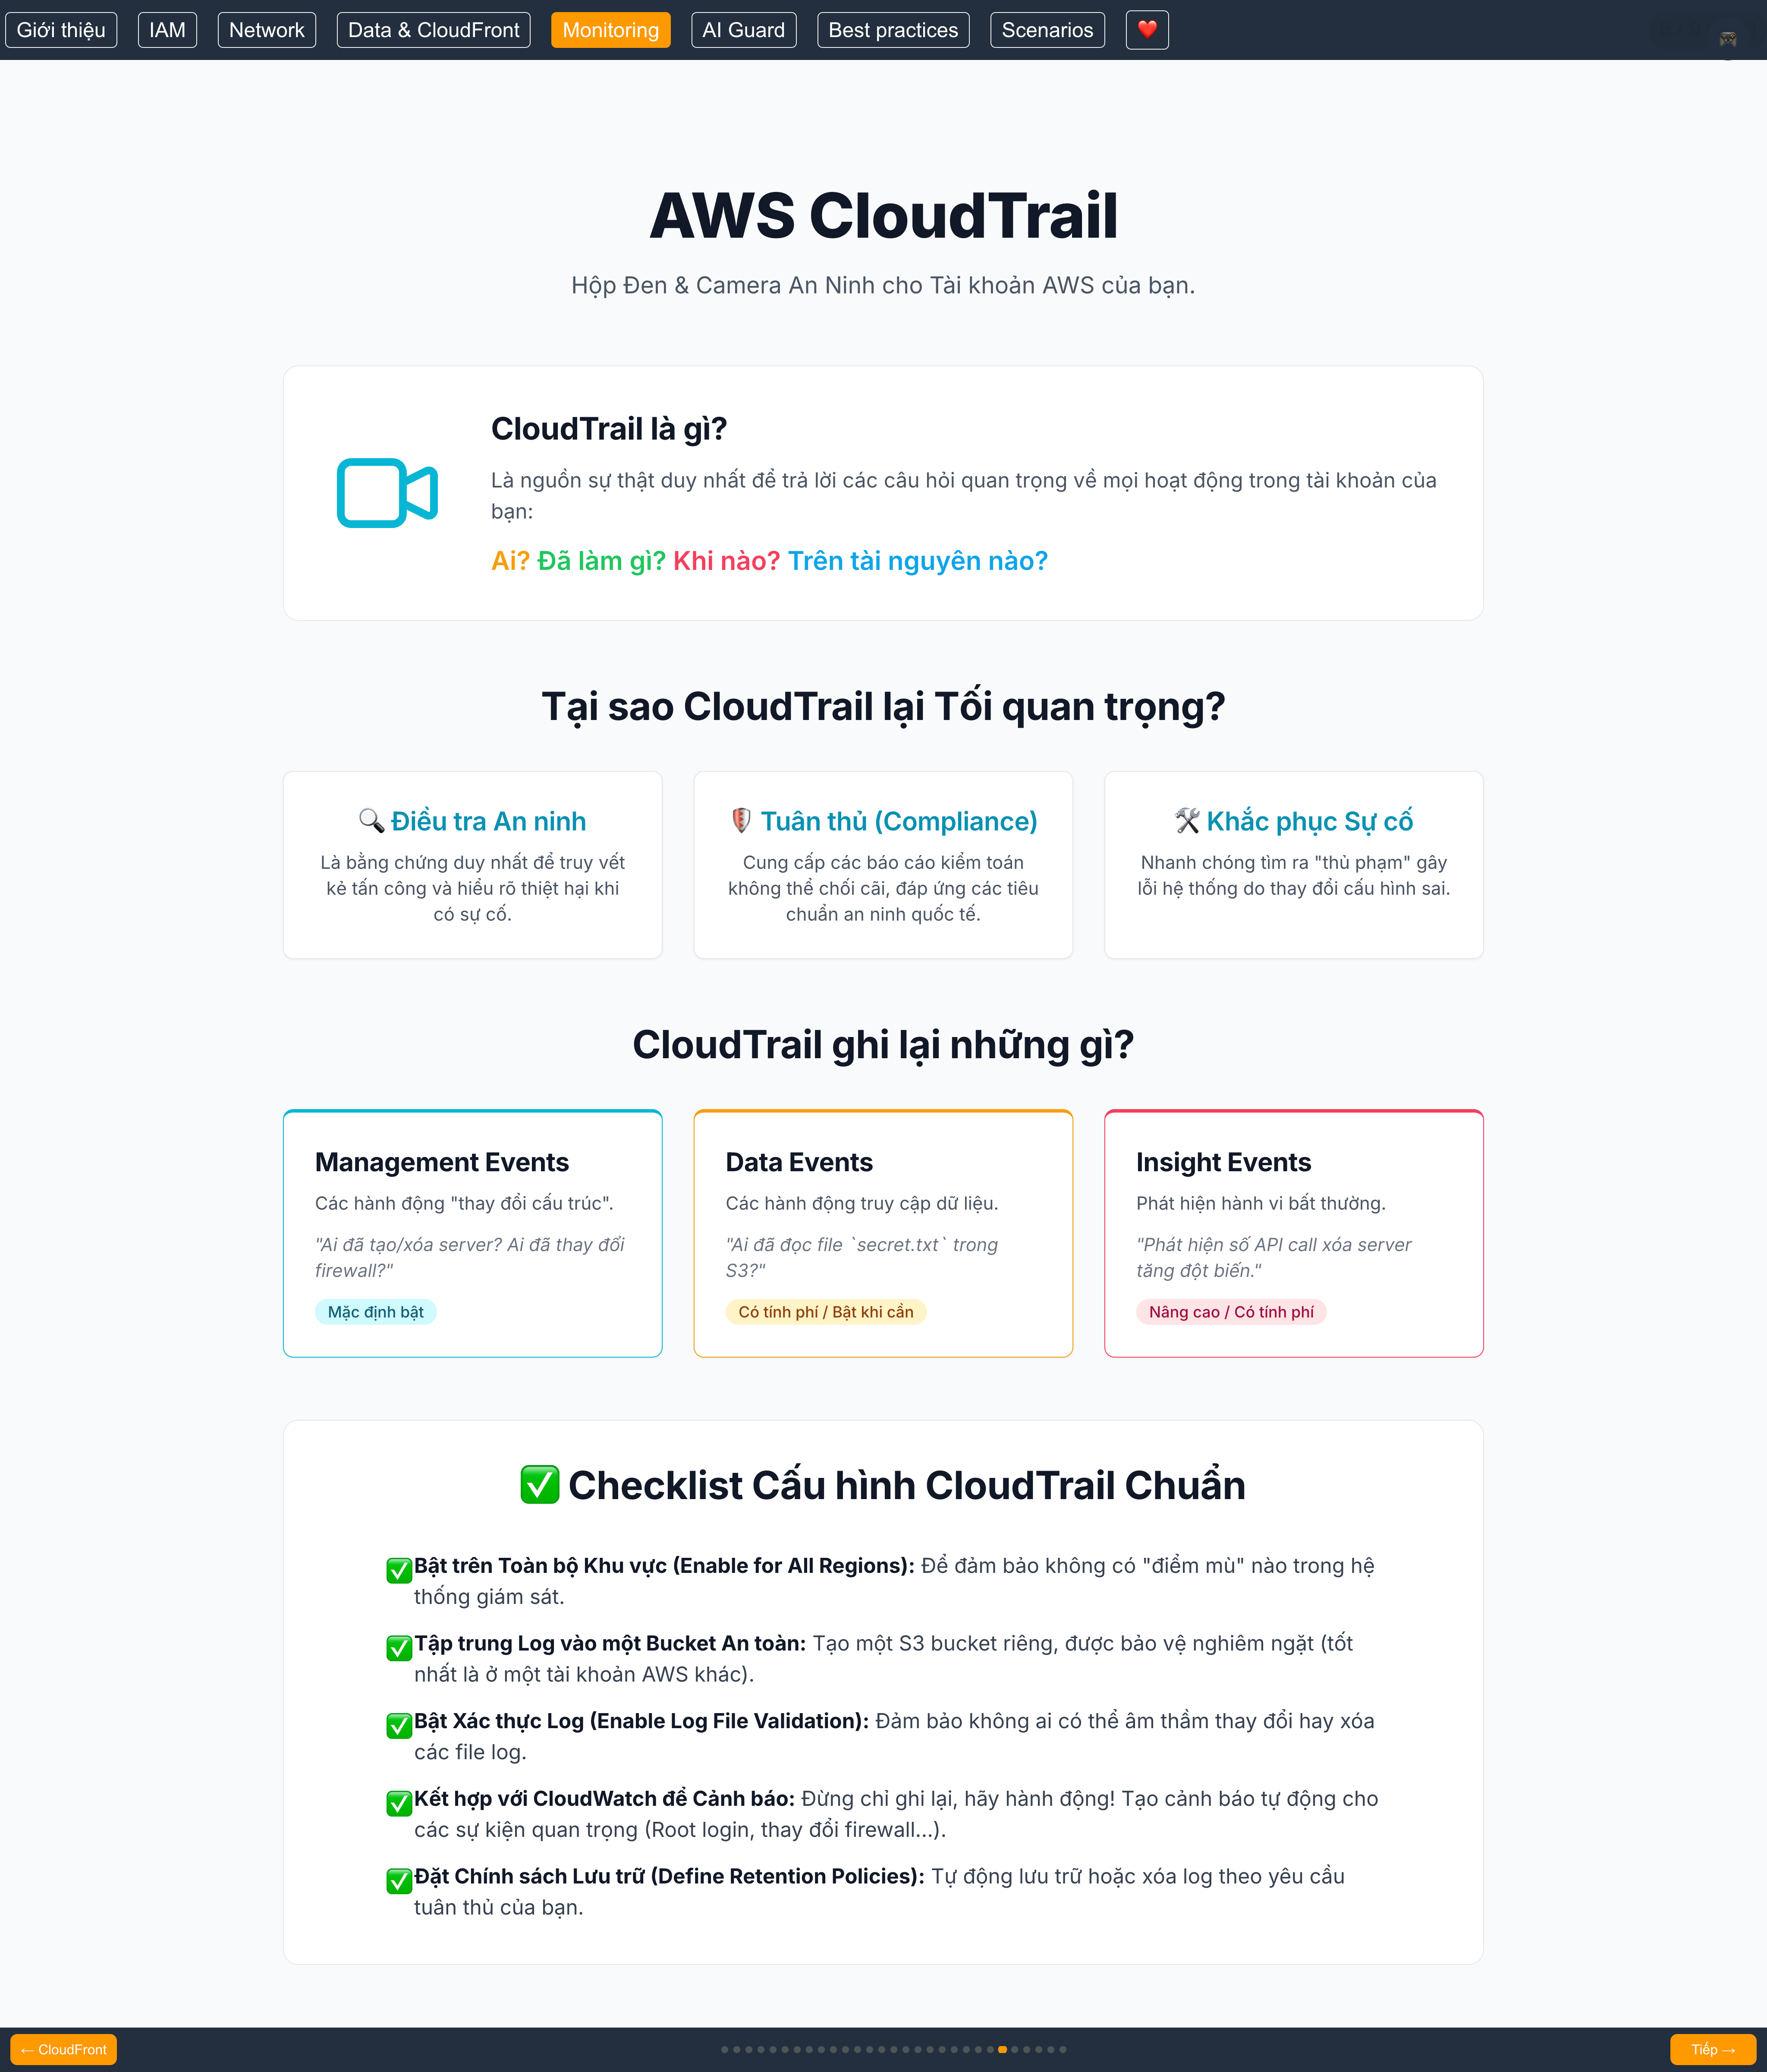 Giới thiệu
IAM
Network
Data & CloudFront
Monitoring
AI Guard
Best practices
Scenarios
AWS CloudTrail
Hộp Đen & Camera An Ninh cho Tài khoản AWS của bạn.
CloudTrail là gì?
Là nguồn sự thật duy nhất để trả lời các câu hỏi quan trọng về mọi hoạt động trong tài khoản của
bạn:
Ai? Đã làm gì? Khi nào? Trên tài nguyên nào?
Tại sao CloudTrail lại Tối quan trọng?
🔍 Điều tra An ninh
Là bằng chứng duy nhất để truy vết
kẻ tấn công và hiểu rõ thiệt hại khi
có sự cố.
🛡️ Tuân thủ (Compliance)
Cung cấp các báo cáo kiểm toán
không thể chối cãi, đáp ứng các tiêu
chuẩn an ninh quốc tế.
🛠️ Khắc phục Sự cố
Nhanh chóng tìm ra "thủ phạm" gây
lỗi hệ thống do thay đổi cấu hình sai.
CloudTrail ghi lại những gì?
Management Events
Các hành động "thay đổi cấu trúc".
"Ai đã tạo/xóa server? Ai đã thay đổi
firewall?"
Mặc định bật
Data Events
Các hành động truy cập dữ liệu.
"Ai đã đọc file `secret.txt` trong
S3?"
Có tính phí / Bật khi cần
Insight Events
Phát hiện hành vi bất thường.
"Phát hiện số API call xóa server
tăng đột biến."
Nâng cao / Có tính phí
✅ Checklist Cấu hình CloudTrail Chuẩn
✅ Bật trên Toàn bộ Khu vực (Enable for All Regions): Để đảm bảo không có "điểm mù" nào trong hệ
thống giám sát.
✅ Tập trung Log vào một Bucket An toàn: Tạo một S3 bucket riêng, được bảo vệ nghiêm ngặt (tốt
nhất là ở một tài khoản AWS khác).
✅ Bật Xác thực Log (Enable Log File Validation): Đảm bảo không ai có thể âm thầm thay đổi hay xóa
các file log.
✅ Kết hợp với CloudWatch để Cảnh báo: Đừng chỉ ghi lại, hãy hành động! Tạo cảnh báo tự động cho
các sự kiện quan trọng (Root login, thay đổi firewall...).
✅ Đặt Chính sách Lưu trữ (Define Retention Policies): Tự động lưu trữ hoặc xóa log theo yêu cầu
tuân thủ của bạn.
← CloudFront
Tiếp →